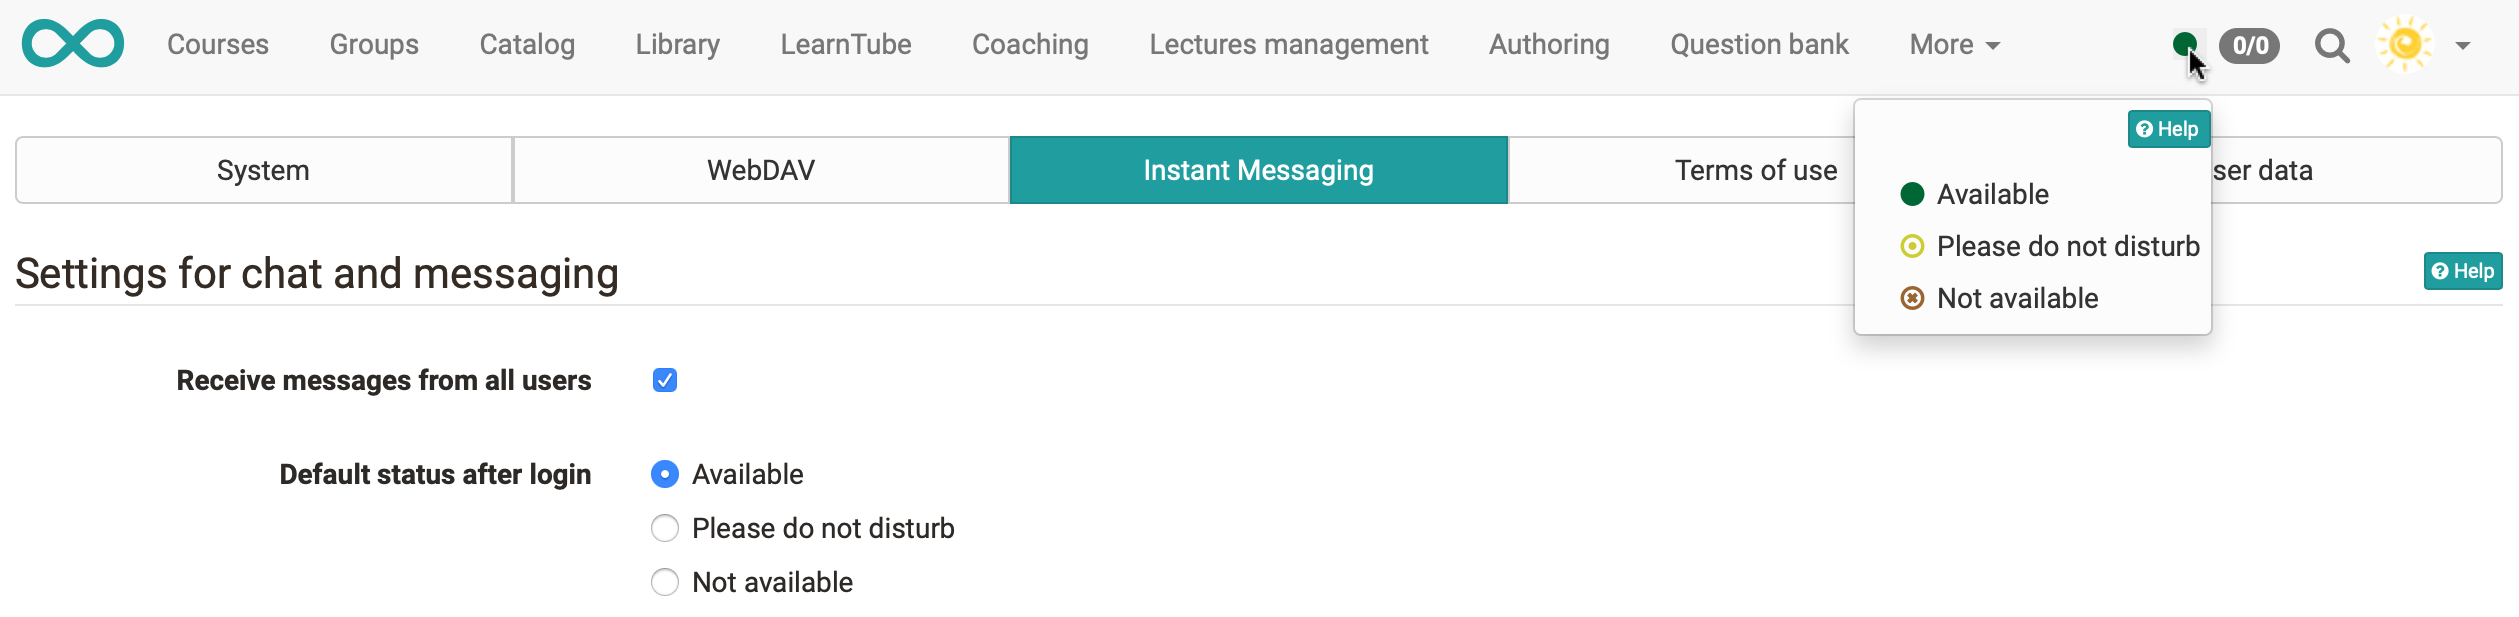 Courses Groups Catalog Library LearnTube Coaching Lectures management Authoring Question bank More 0/0
Help
System WebDAV Instant Messaging Terms of use ser data
Available
Please do not disturb
Not available
Settings for chat and messaging Help
Receive messages from all users
Default status after login Available
Please do not disturb
Not available